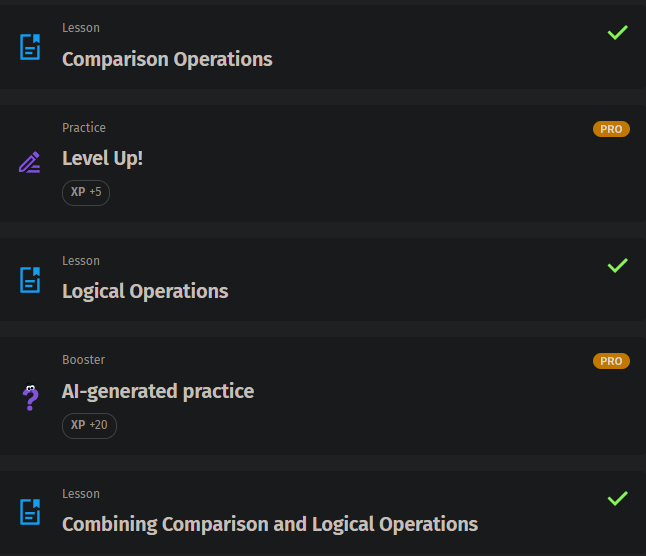 Lesson
Comparison Operations
Practice
PRO
Level Up!
XP +5
Lesson
Logical Operations
Booster
PRO
AI-generated practice
XP +20
Lesson
Combining Comparison and Logical Operations